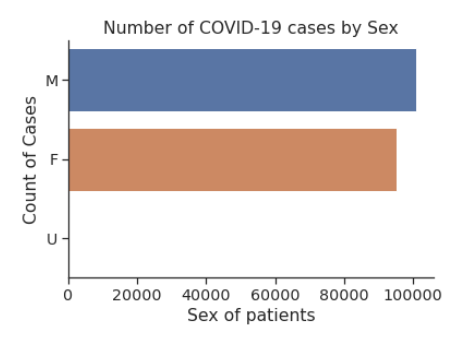 Number of COVID-19 cases by Sex
Count of Cases
M
F
U
0 20000 40000 60000 80000 100000
Sex of patients